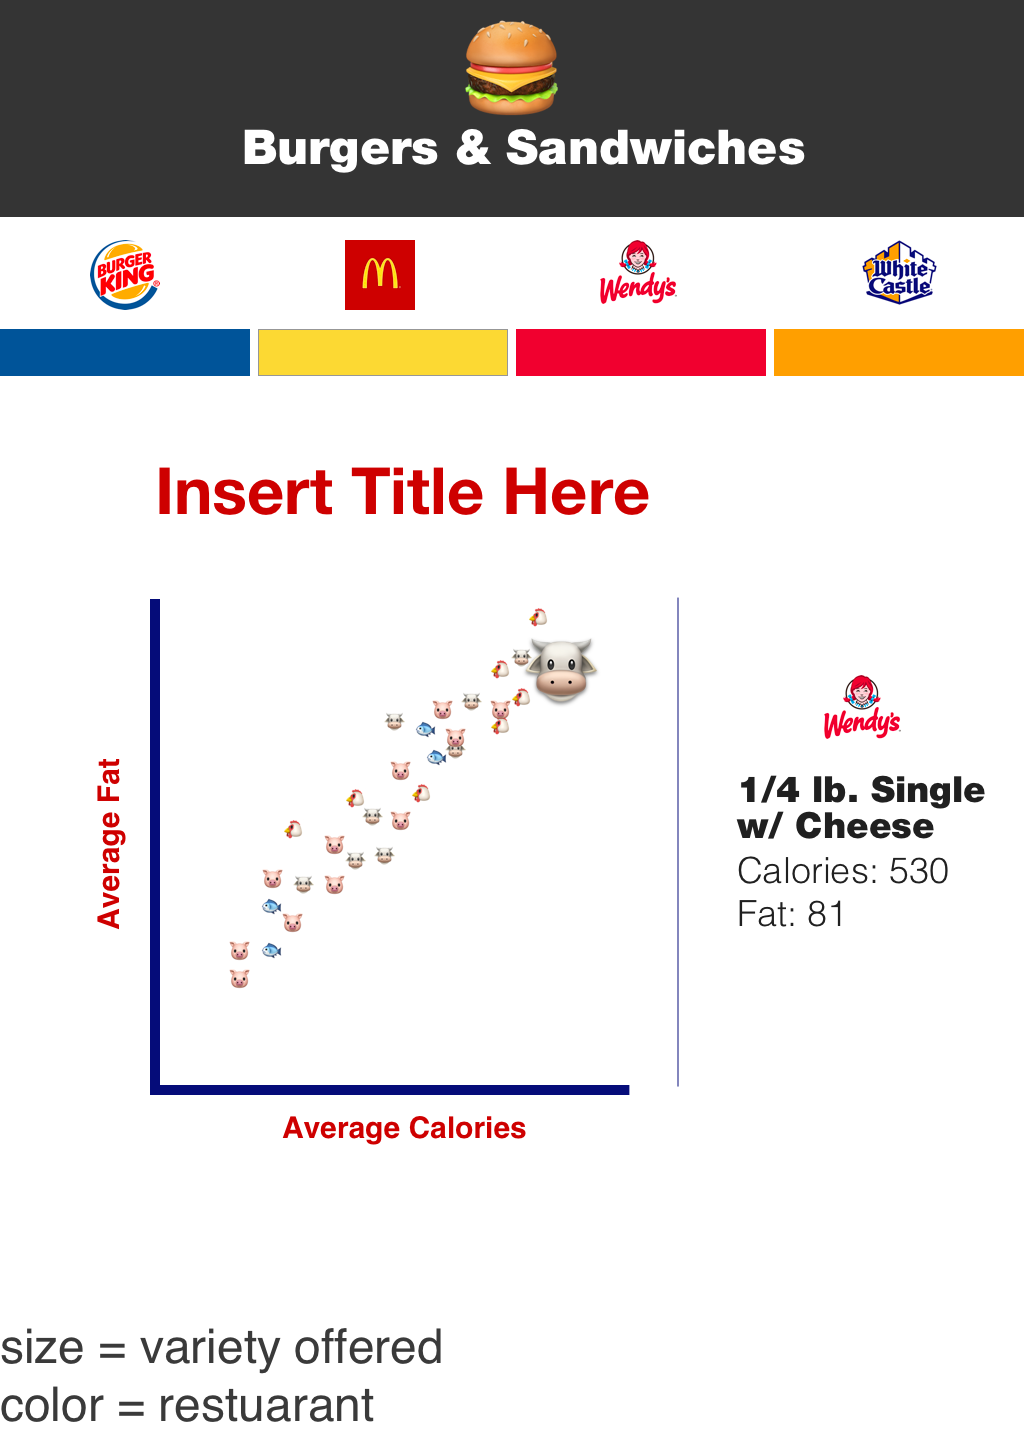 Burgers & Sandwiches
BURGER
KING
®
Wendy's
White
Castle
Insert Title Here
Average Fat
Wendy's
1/4 lb. Single
w/ Cheese
Calories: 530
Fat: 81
Average Calories
size = variety offered
color = restuarant